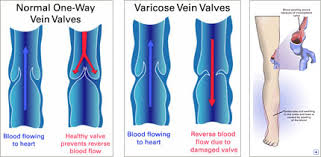 Normal One-Way
Vein Valves
Blood flowing
to heart
Healthy valve
prevents reverse
blood flow
Varicose Vein Valves
Blood flowing
to heart
Reverse blood
flow due to
damaged valve